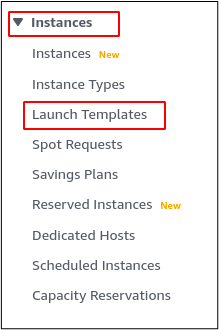 Instances
Instances New
Instance Types
Launch Templates
Spot Requests
Savings Plans
Reserved Instances New
Dedicated Hosts
Scheduled Instances
Capacity Reservations